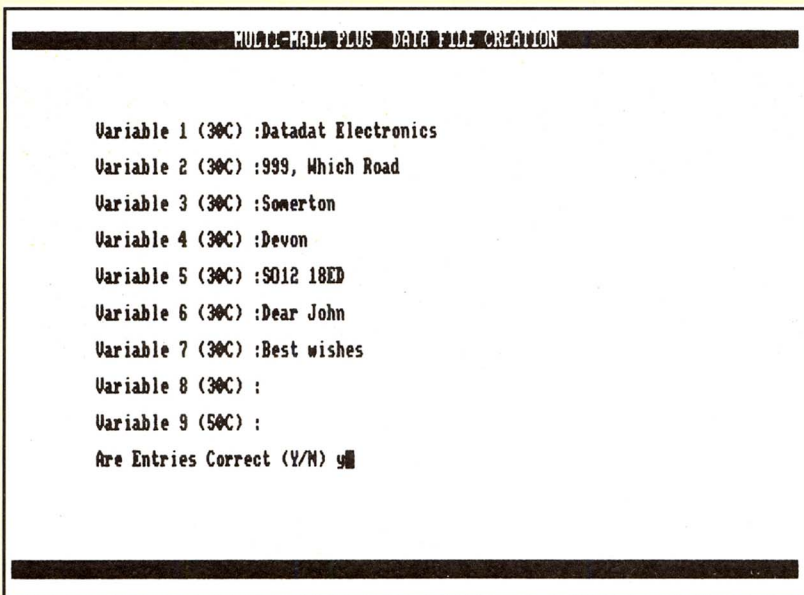 MULTI-MAIL PLUS DATA FILE CREATION
Variable 1 (30C) :Datadat Electronics
Variable 2 (30C) :999, Which Road
Variable 3 (30C) :Somerton
Variable 4 (30C) :Devon
Variable 5 (30C) :SO12 18ED
Variable 6 (30C) :Dear John
Variable 7 (30C) :Best wishes
Variable 8 (30C) :
Variable 9 (50C) :
Are Entries Correct (Y/N) y